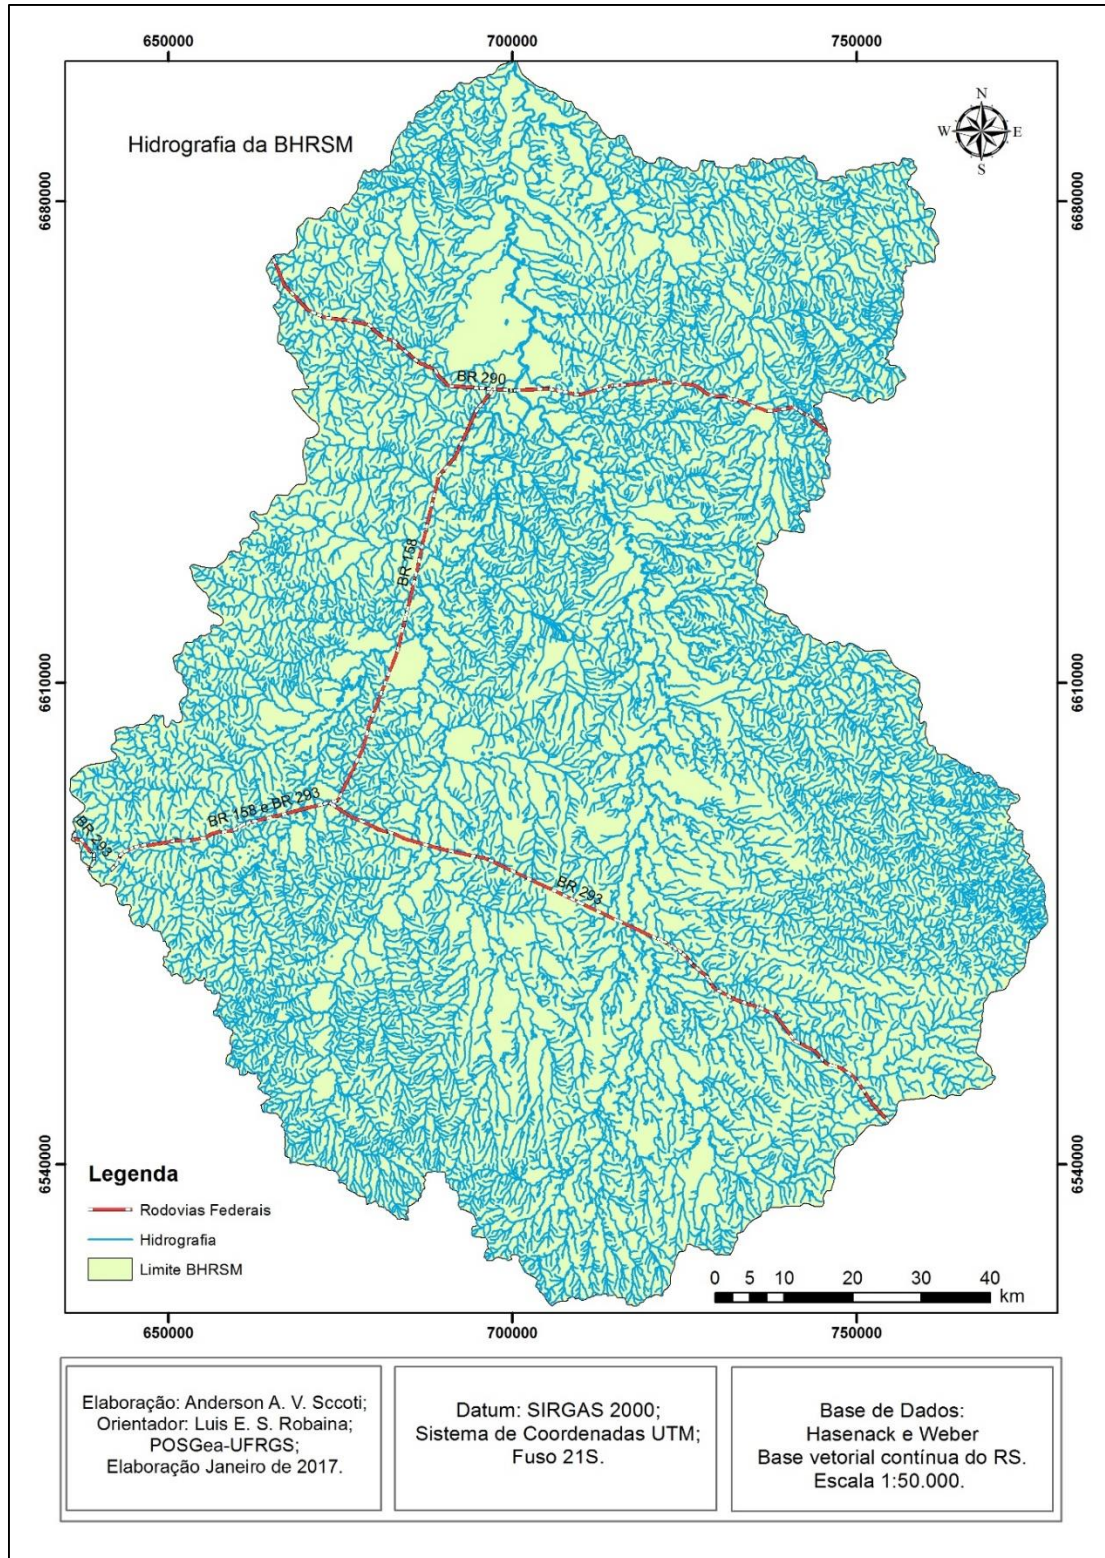 650000
700000
750000
Hidrografia da BHRSM
N
W
E
S
6680000
6680000
BR 290
BR 158
6610000
6610000
BR 158 e BR 293
BR 293
BR 293
6540000
6540000
Legenda
Rodovias Federais
Hidrografia
Limite BHRSM
0 5 10 20 30 40
km
650000
700000
750000
Elaboração: Anderson A. V. Sccoti;
Orientador: Luis E. S. Robaina;
POSGea-UFRGS;
Elaboração Janeiro de 2017.
Datum: SIRGAS 2000;
Sistema de Coordenadas UTM;
Fuso 21S.
Base de Dados:
Hasenack e Weber
Base vetorial contínua do RS.
Escala 1:50.000.